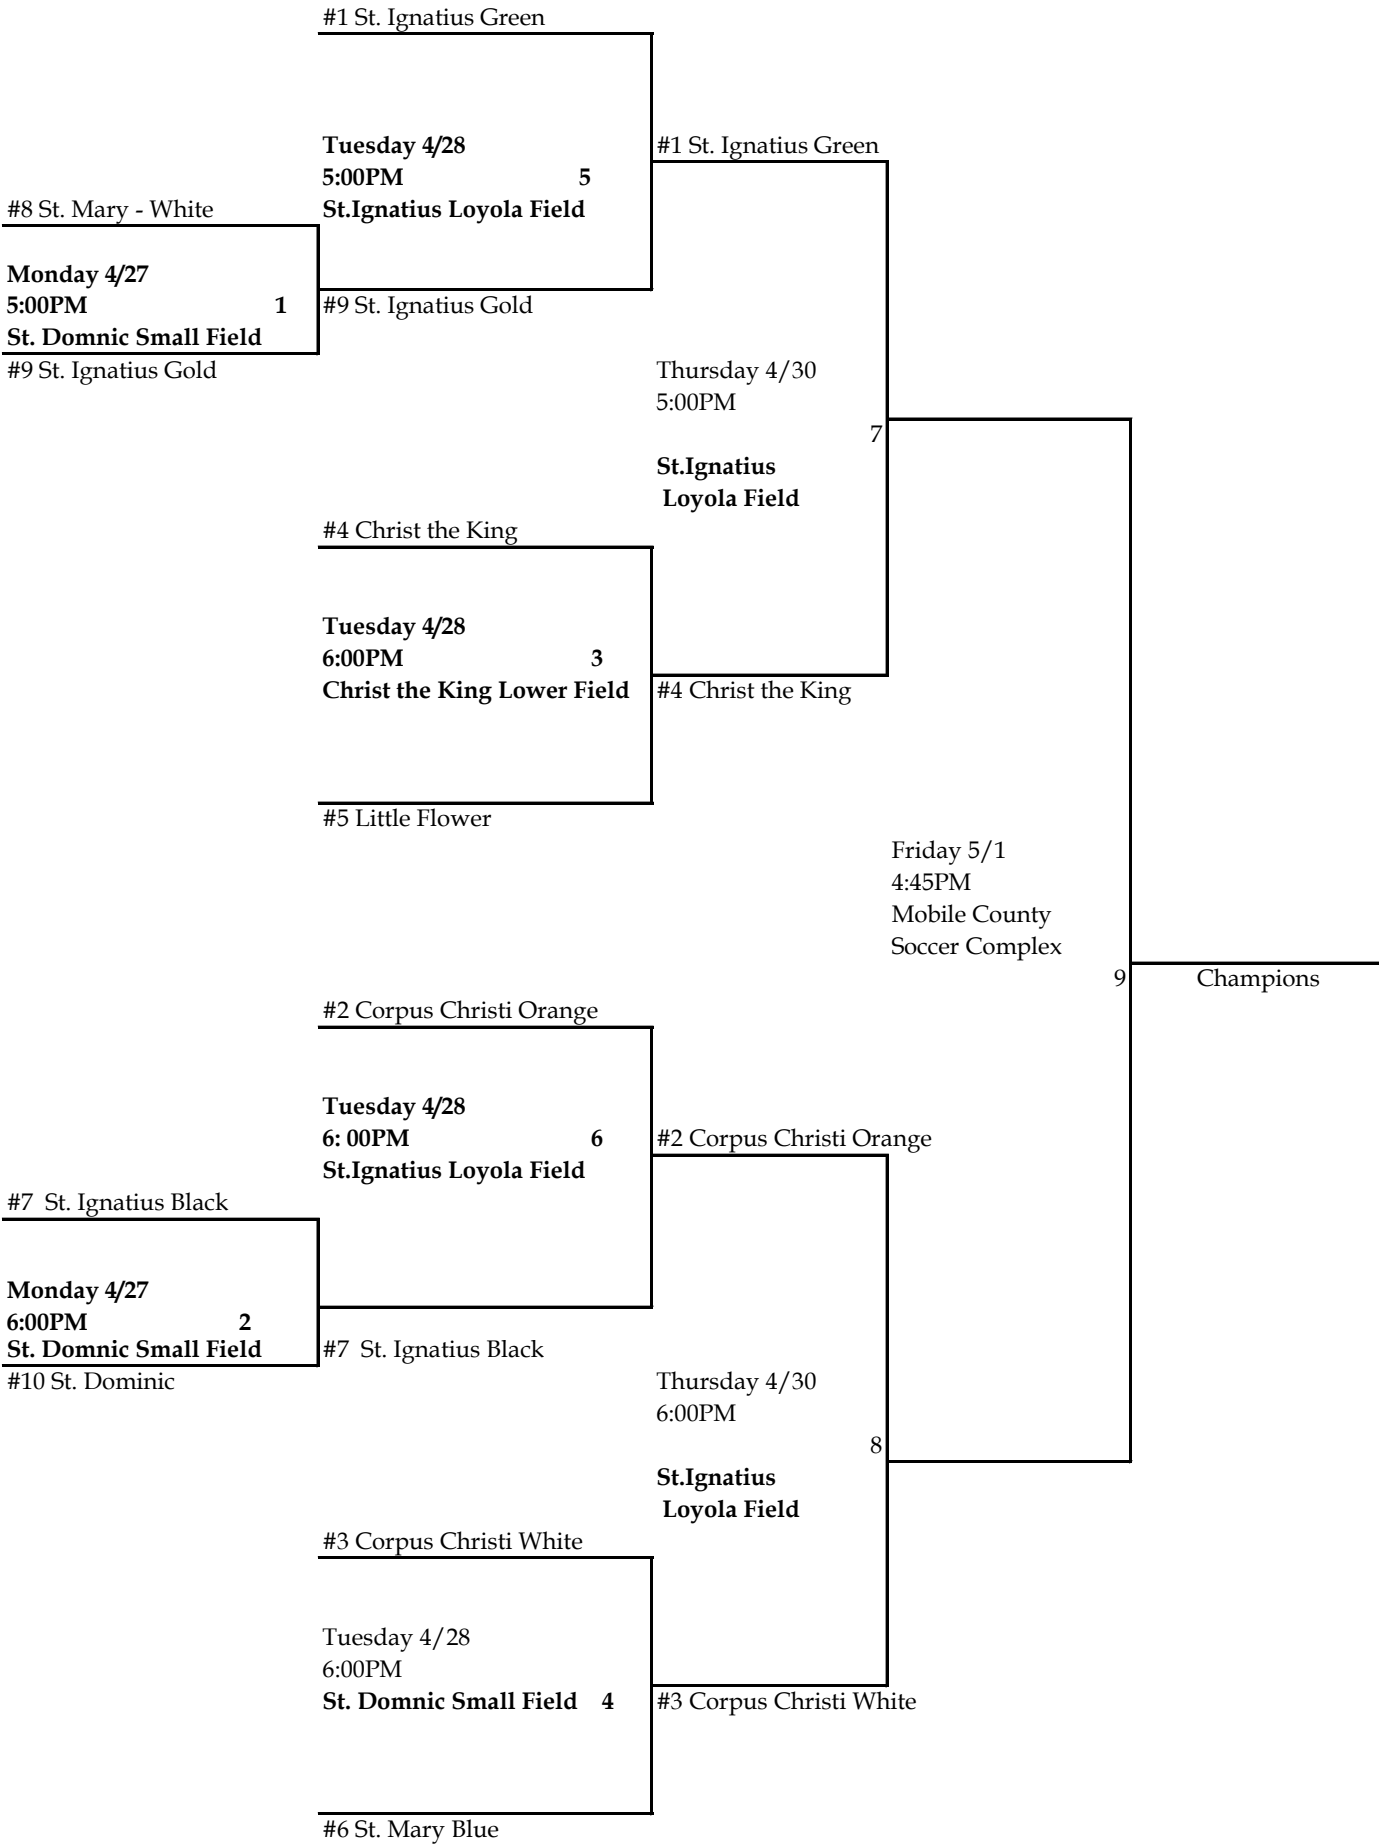 #1 St. Ignatius Green
Tuesday 4/28
#1 St. Ignatius Green
5:00PM 5
#8 St. Mary - White
St.Ignatius Loyola Field
Monday 4/27
5:00PM 1
#9 St. Ignatius Gold
St. Domnic Small Field
#9 St. Ignatius Gold
Thursday 4/30
5:00PM
7
St.Ignatius
Loyola Field
#4 Christ the King
Tuesday 4/28
6:00PM 3
Christ the King Lower Field
#4 Christ the King
#5 Little Flower
Friday 5/1
4:45PM
Mobile County
Soccer Complex
9
Champions
#2 Corpus Christi Orange
Tuesday 4/28
6: 00PM 6
#2 Corpus Christi Orange
St.Ignatius Loyola Field
#7 St. Ignatius Black
Monday 4/27
6:00PM 2
St. Domnic Small Field
#7 St. Ignatius Black
#10 St. Dominic
Thursday 4/30
6:00PM
8
St.Ignatius
Loyola Field
#3 Corpus Christi White
Tuesday 4/28
6:00PM
St. Domnic Small Field 4
#3 Corpus Christi White
#6 St. Mary Blue